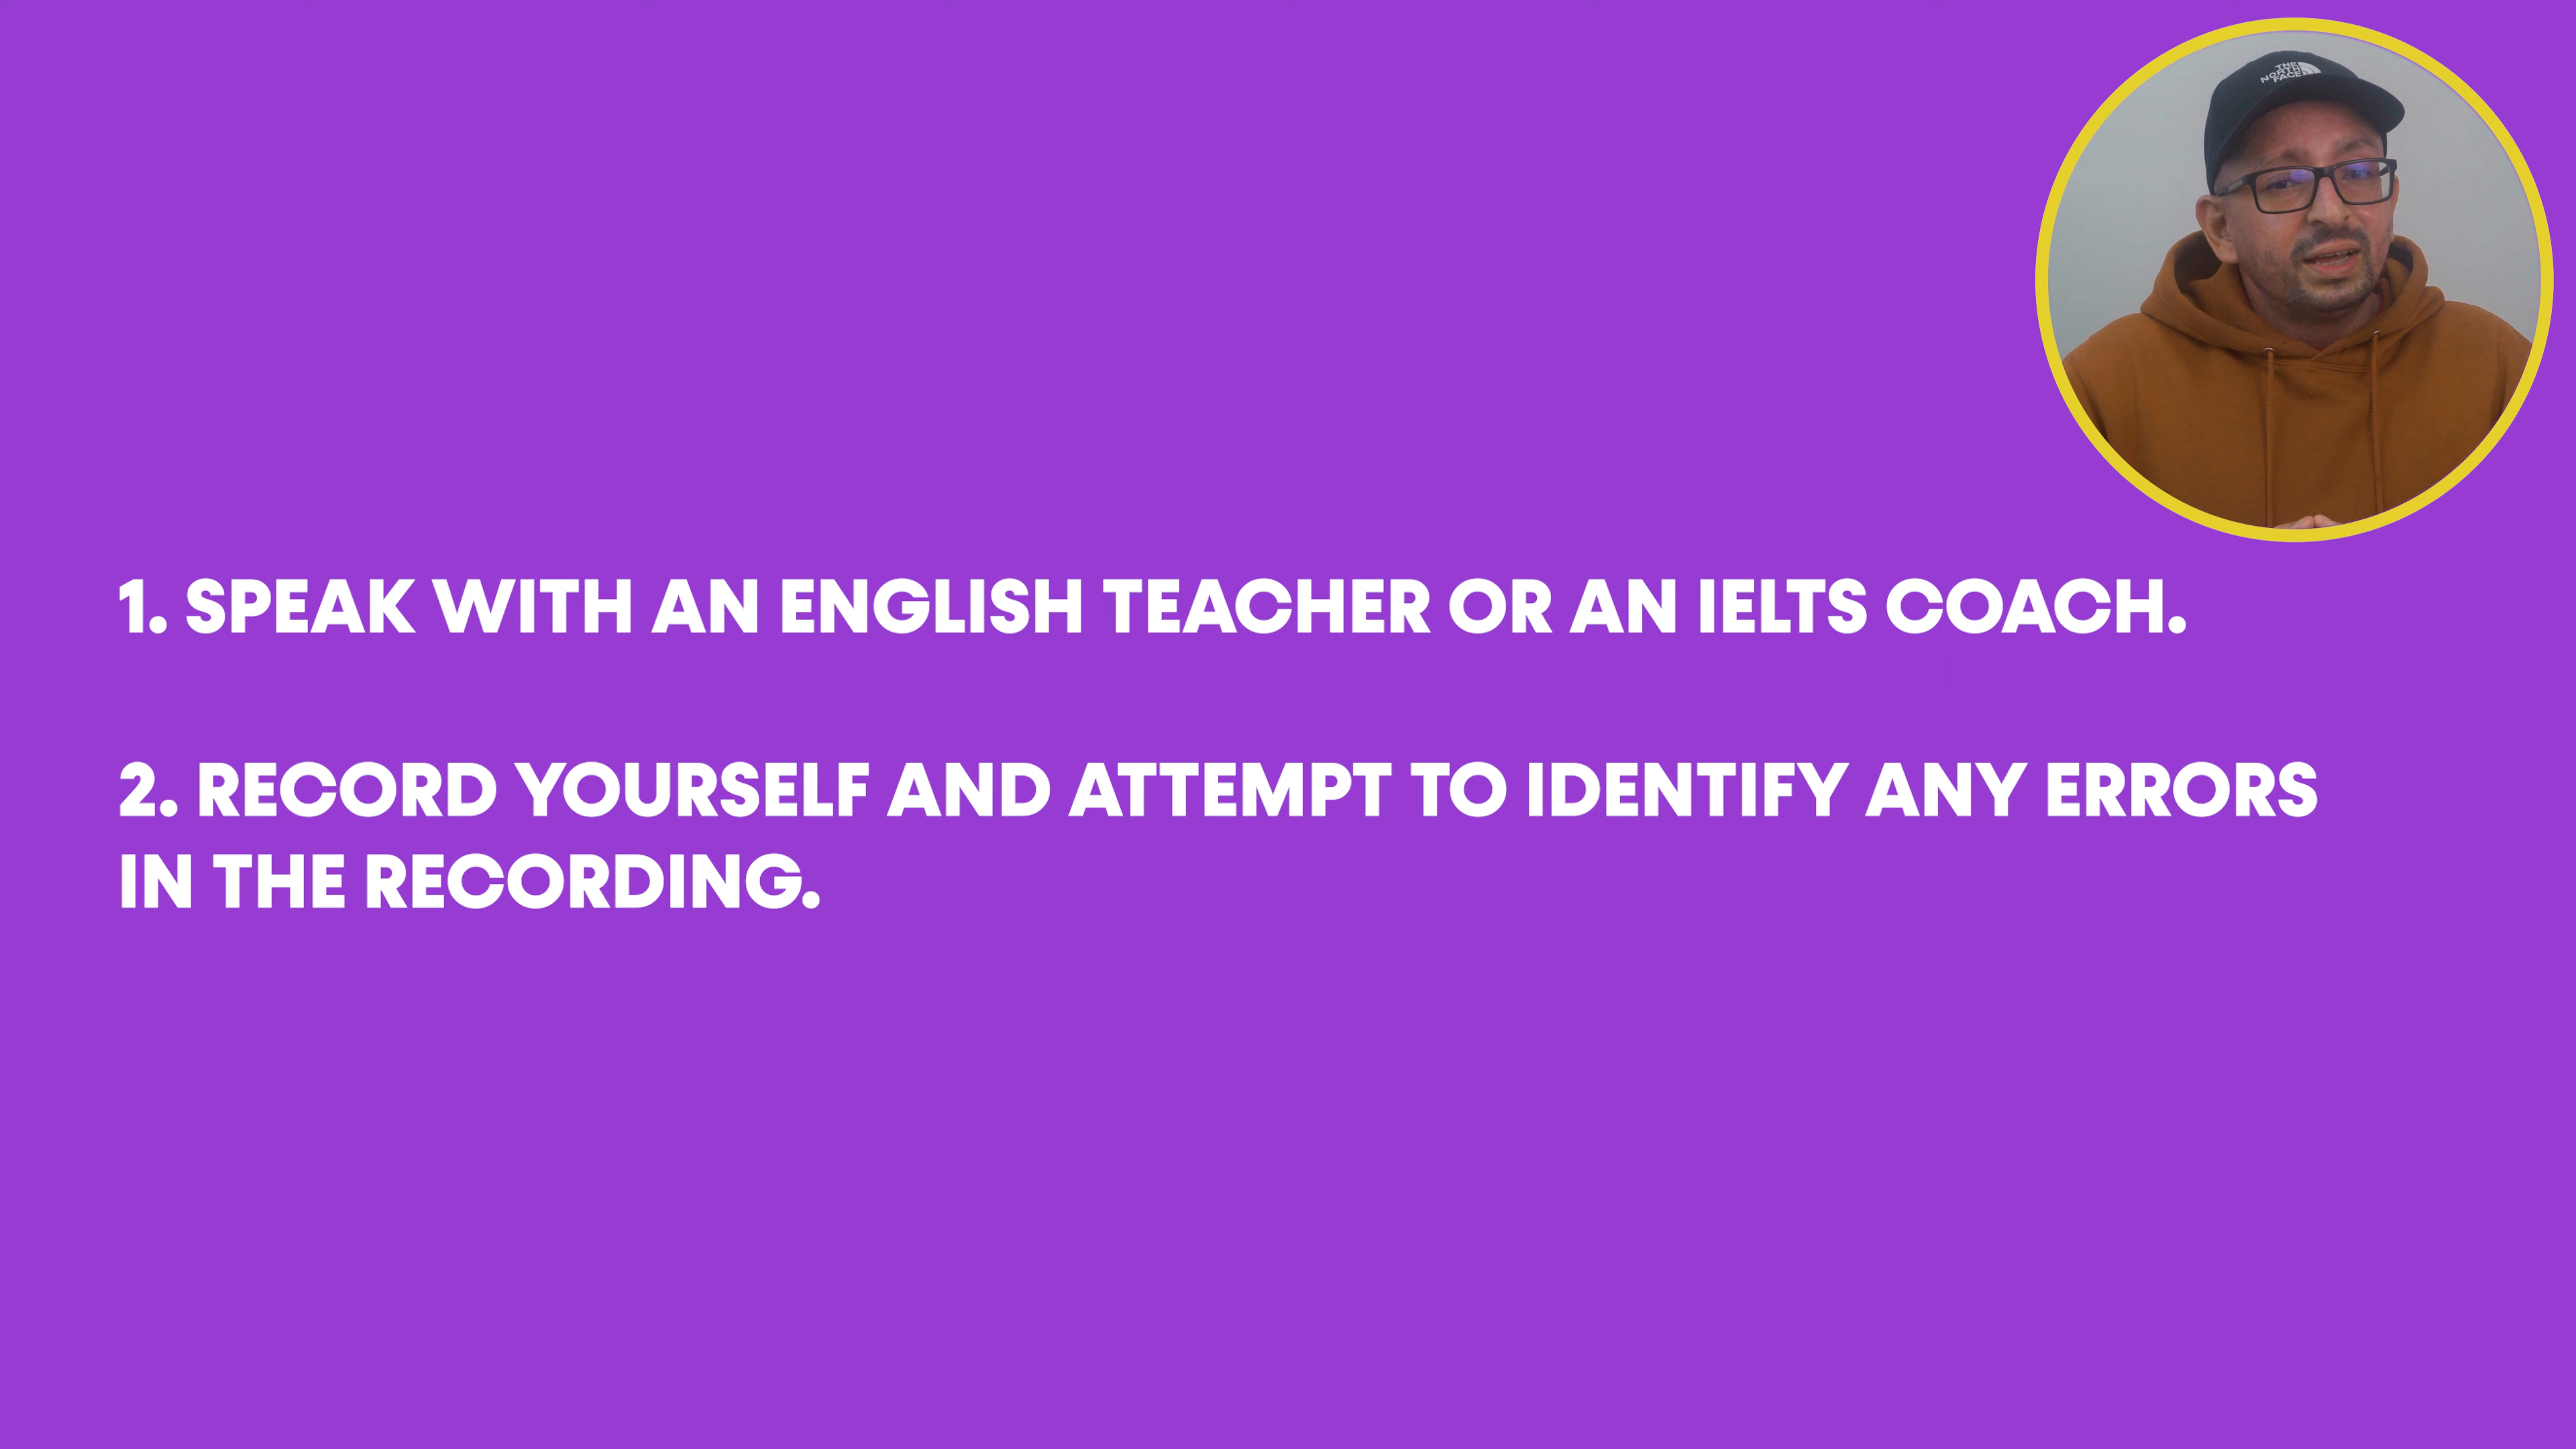 THE
NORTH
FACE
1. SPEAK WITH AN ENGLISH TEACHER OR AN IELTS COACH.
2. RECORD YOURSELF AND ATTEMPT TO IDENTIFY ANY ERRORS
IN THE RECORDING.